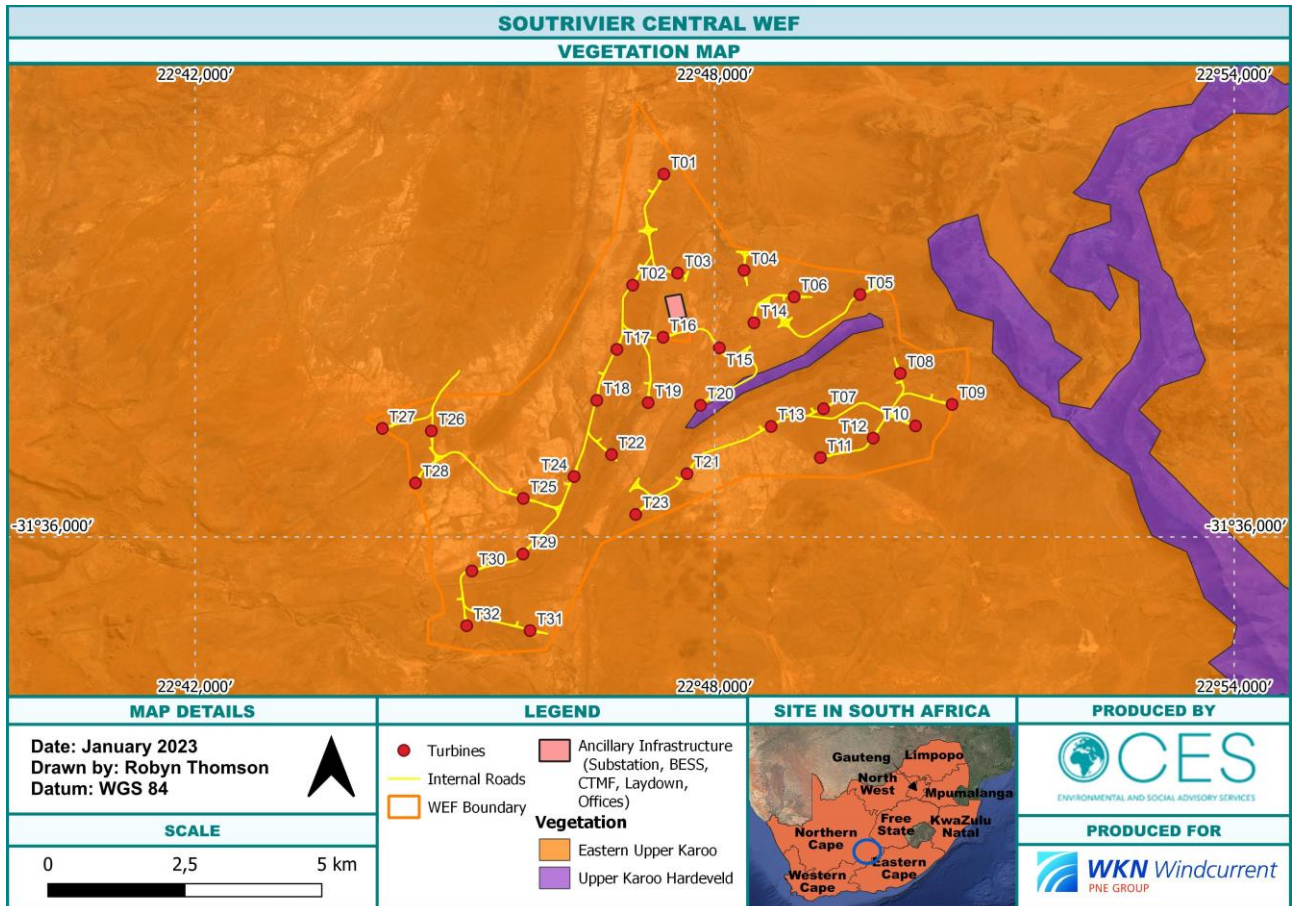 SOUTRIVIER CENTRAL WEF
VEGETATION MAP
22°42,000′
22°48,000′
22°54,000′
T01
T02
T03
T04
T06
T05
T14
T17
T16
T15
T08
T18
T19
T20
T07
T09
T27
T26
T13
T12
T10
T22
T11
T28
T24
T21
T25
T23
-31°36,000′
-31°36,000′
T29
T30
T32
T31
22°42,000′
22°48,000′
22°54,000′
MAP DETAILS
Date: January 2023
Drawn by: Robyn Thomson
Datum: WGS 84
SCALE
0 2,5 5 km
LEGEND
Turbines
Internal Roads
WEF Boundary
Ancillary Infrastructure
(Substation, BESS,
CTMF, Laydown,
Offices)
Vegetation
Eastern Upper Karoo
Upper Karoo Hardeveld
SITE IN SOUTH AFRICA
Gauteng
Limpopo
North
West
Mpumalanga
Free
State
KwaZulu
Natal
Northern
Cape
Eastern
Cape
Western
Cape
PRODUCED BY
CES
ENVIRONMENTAL AND SOCIAL ADVISORY SERVICES
PRODUCED FOR
WKN Windcurrent
PNE GROUP